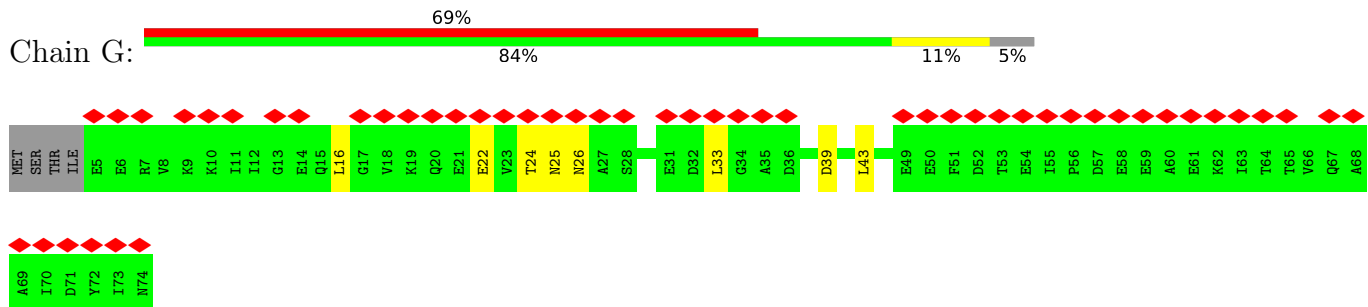 69%
Chain G:
84% 11% 5%
MET SER THR ILE E5 E6 R7 V8 K9 K10 I11 I12 G13 E14 Q15 L16 G17 V18 K19 Q20 E21 E22 V23 T24 N25 N26 A27 S28 E31 D32 L33 G34 A35 D36 D39 L43 E49 E50 F51 D52 T53 E54 I55 P56 D57 E58 E59 A60 E61 K62 I63 T64 T65 V66 Q67 A68
A69 I70 D71 Y72 I73 N74